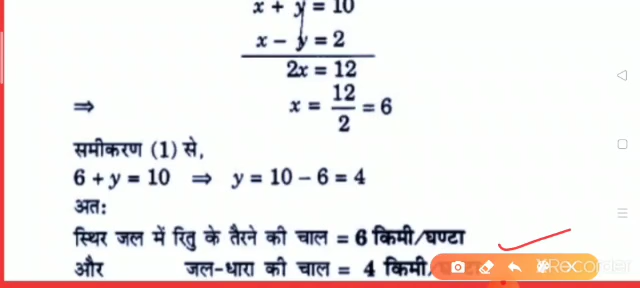 x + y = 10
x − y = 2
2x = 12
⇒ x = 12/2 = 6
समीकरण (1) से,
6 + y = 10 ⇒ y = 10 − 6 = 4
अतः
स्थिर जल में रितु के तैरने की चाल = 6 किमी/घण्टा
और जल-धारा की चाल = 4 किमी/
Recorder